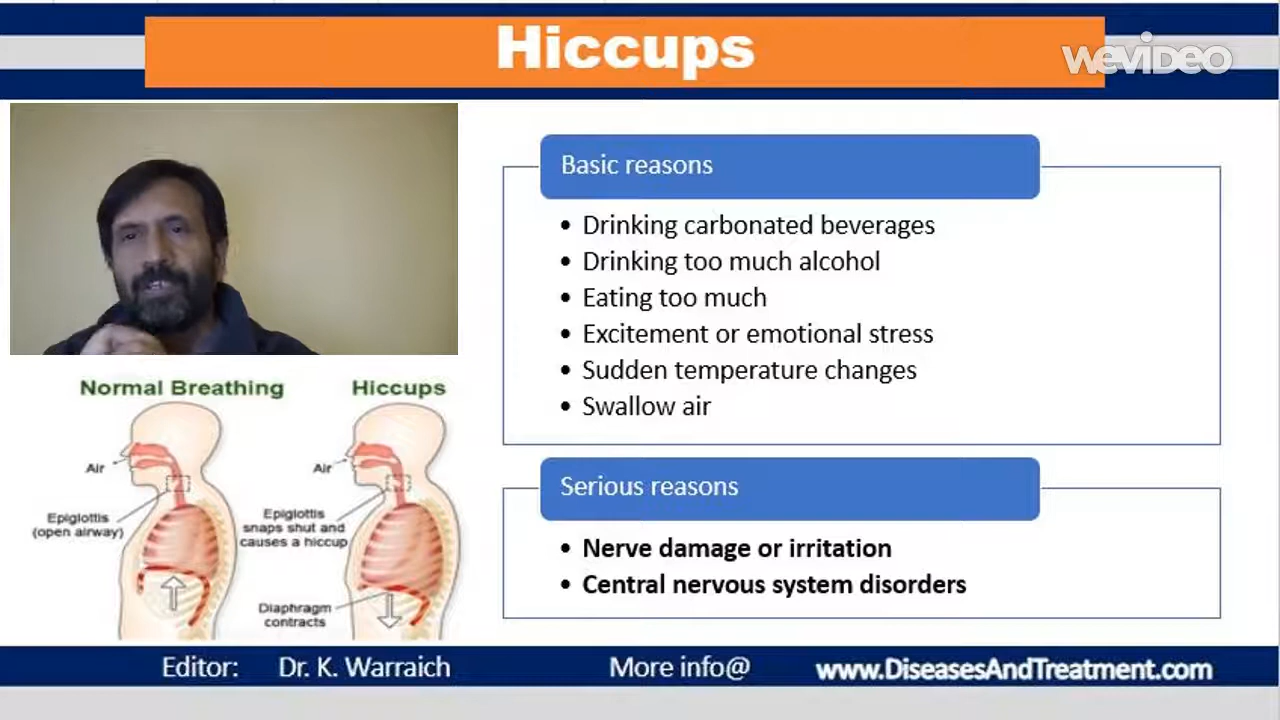 Hiccups
WEVIDEO
Basic reasons
• Drinking carbonated beverages
• Drinking too much alcohol
• Eating too much
• Excitement or emotional stress
• Sudden temperature changes
• Swallow air
Normal Breathing
Hiccups
Air
Epiglottis
(open airway)
Air
Epiglottis
snaps shut and
causes a hiccup
Diaphragm
contracts
Serious reasons
• Nerve damage or irritation
• Central nervous system disorders
Editor: Dr. K. Warraich More info@ www.DiseasesAndTreatment.com